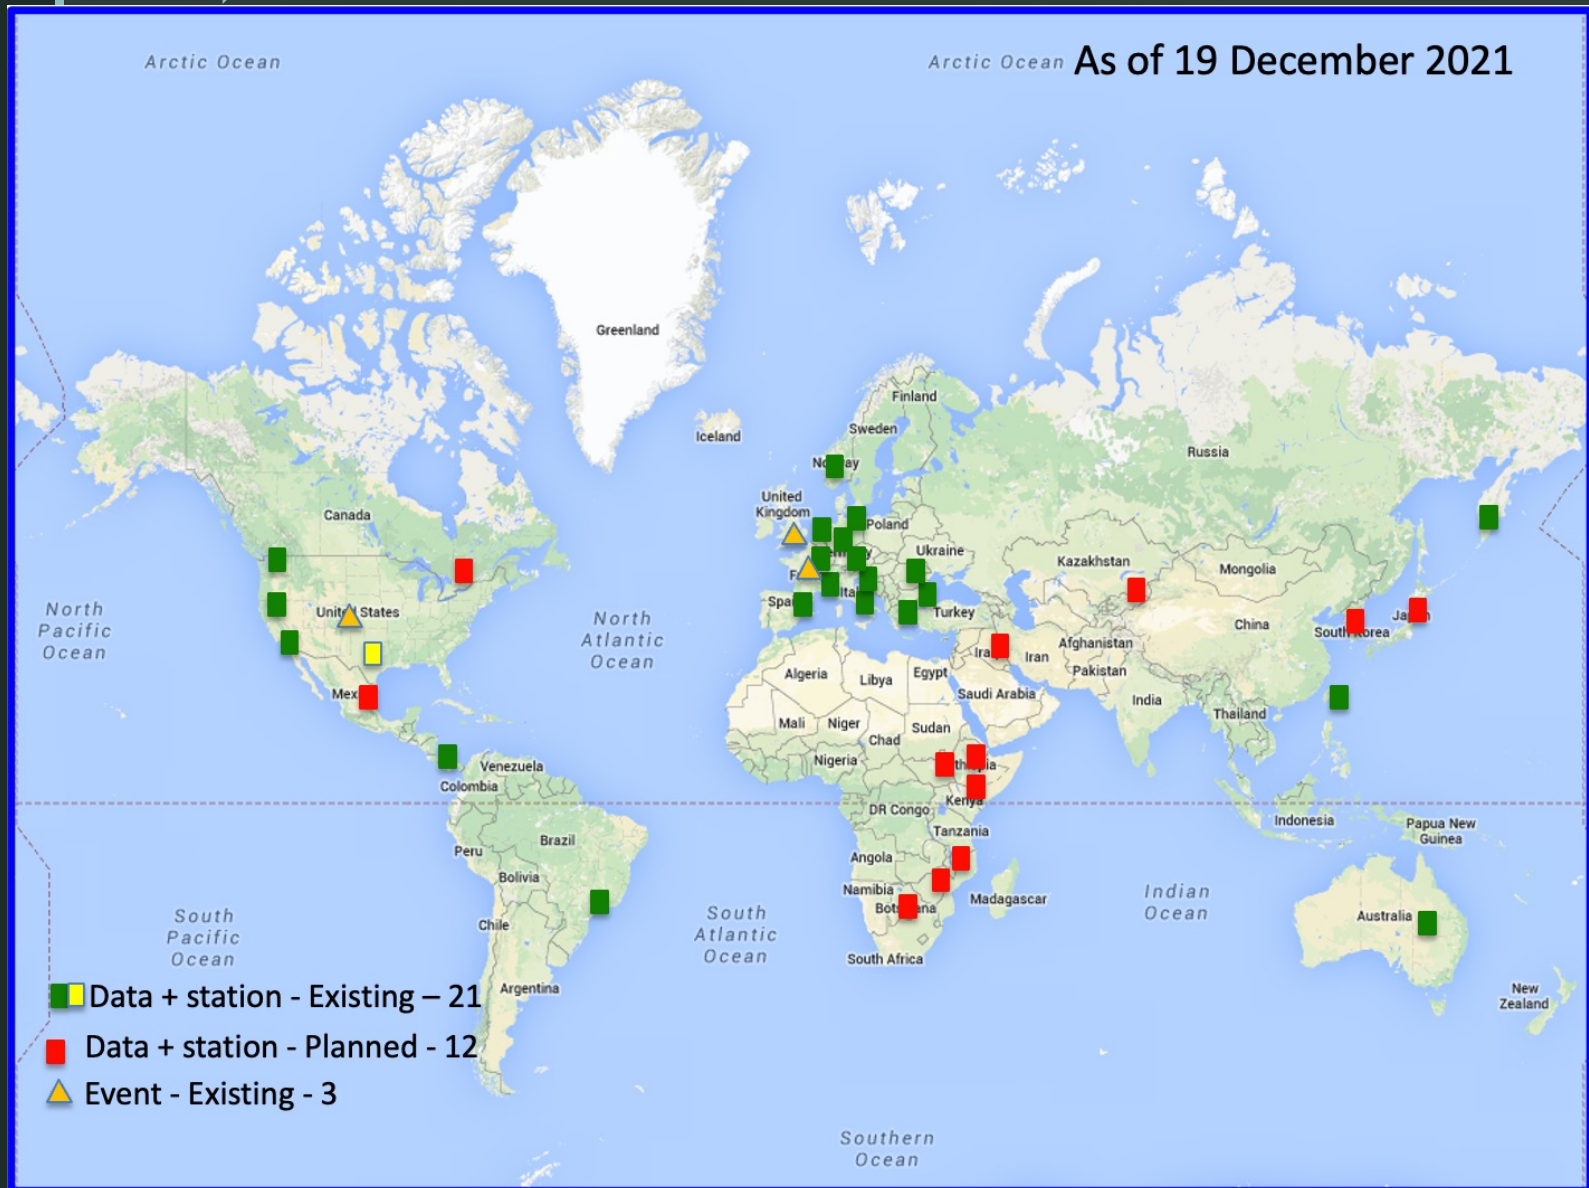 Arctic Ocean
Arctic Ocean
As of 19 December 2021
Greenland
Iceland
Finland
Sweden
Russia
United
Kingdom
Poland
Canada
Ukraine
Kazakhstan
Mongolia
North
Pacific
Ocean
United States
North
Atlantic
Ocean
Turkey
China
South Korea
Iran
Afghanistan
Pakistan
Algeria
Libya
Egypt
Saudi Arabia
India
Mali
Niger
Chad
Sudan
Thailand
Nigeria
Venezuela
Colombia
Kenya
DR Congo
Tanzania
Indonesia
Papua New
Guinea
Brazil
Peru
Bolivia
Angola
Namibia
Madagascar
Indian
Ocean
Australia
South
Pacific
Ocean
Chile
South
Atlantic
Ocean
South Africa
Argentina
New
Zealand
Data + station - Existing – 21
Data + station - Planned - 12
Event - Existing - 3
Southern
Ocean